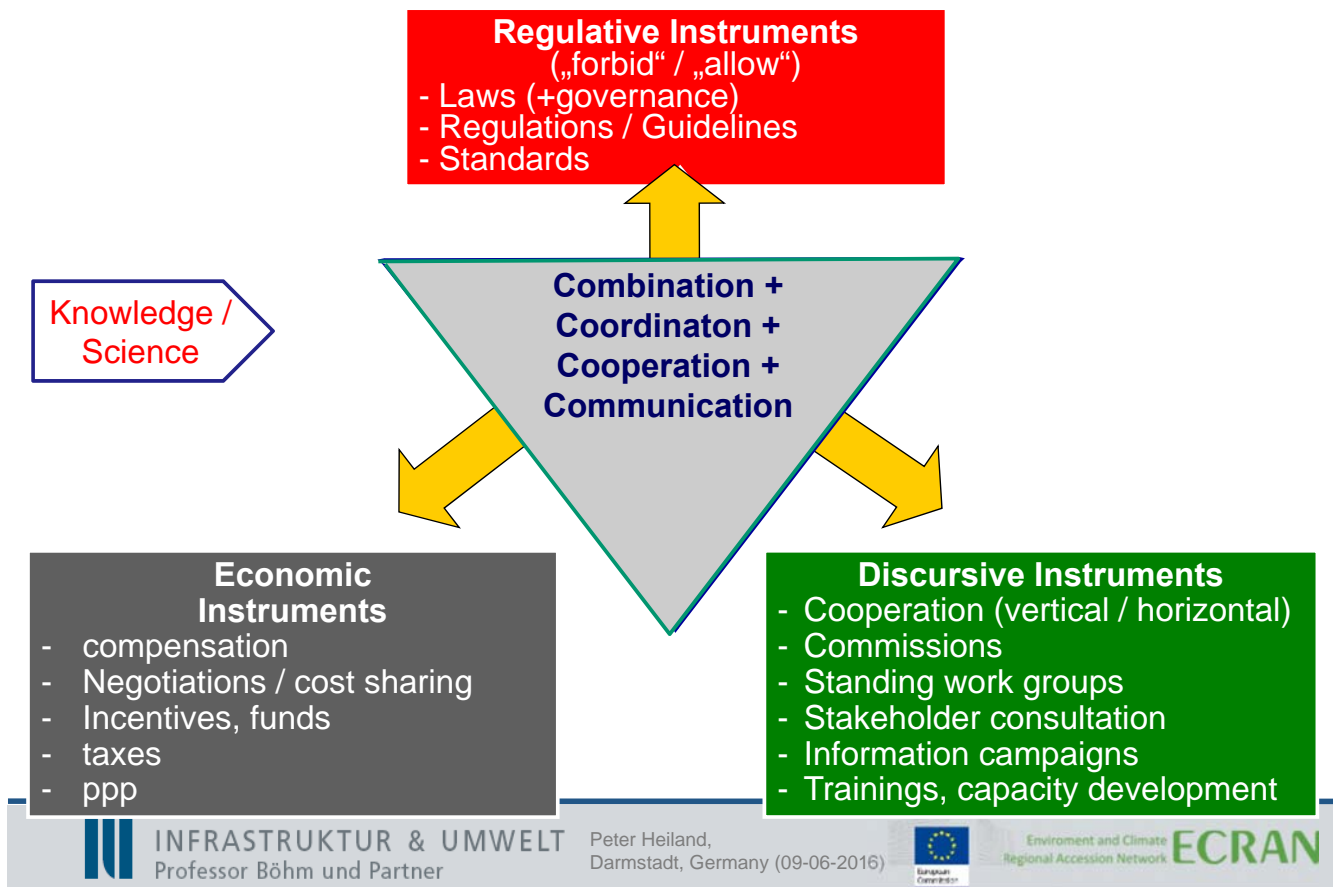 Regulative Instruments
(„forbid“ / „allow“)
- Laws (+governance)
- Regulations / Guidelines
- Standards
Knowledge /
Science
Combination +
Coordinaton +
Cooperation +
Communication
Economic
Instruments
- compensation
- Negotiations / cost sharing
- Incentives, funds
- taxes
- ppp
Discursive Instruments
- Cooperation (vertical / horizontal)
- Commissions
- Standing work groups
- Stakeholder consultation
- Information campaigns
- Trainings, capacity development
INFRASTRUKTUR & UMWELT
Professor Böhm und Partner
Peter Heiland,
Darmstadt, Germany (09-06-2016)
European
Commission
Enviroment and Climate
Regional Accession Network
ECRAN